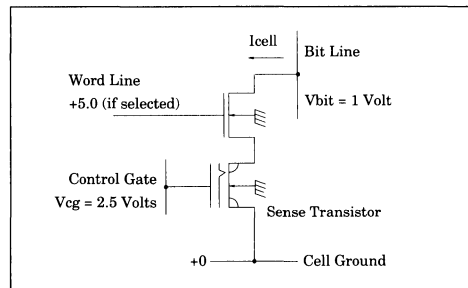 Icell
Bit Line
Word Line
+5.0 (if selected)
Vbit = 1 Volt
Control Gate
Vcg = 2.5 Volts
Sense Transistor
+0
Cell Ground